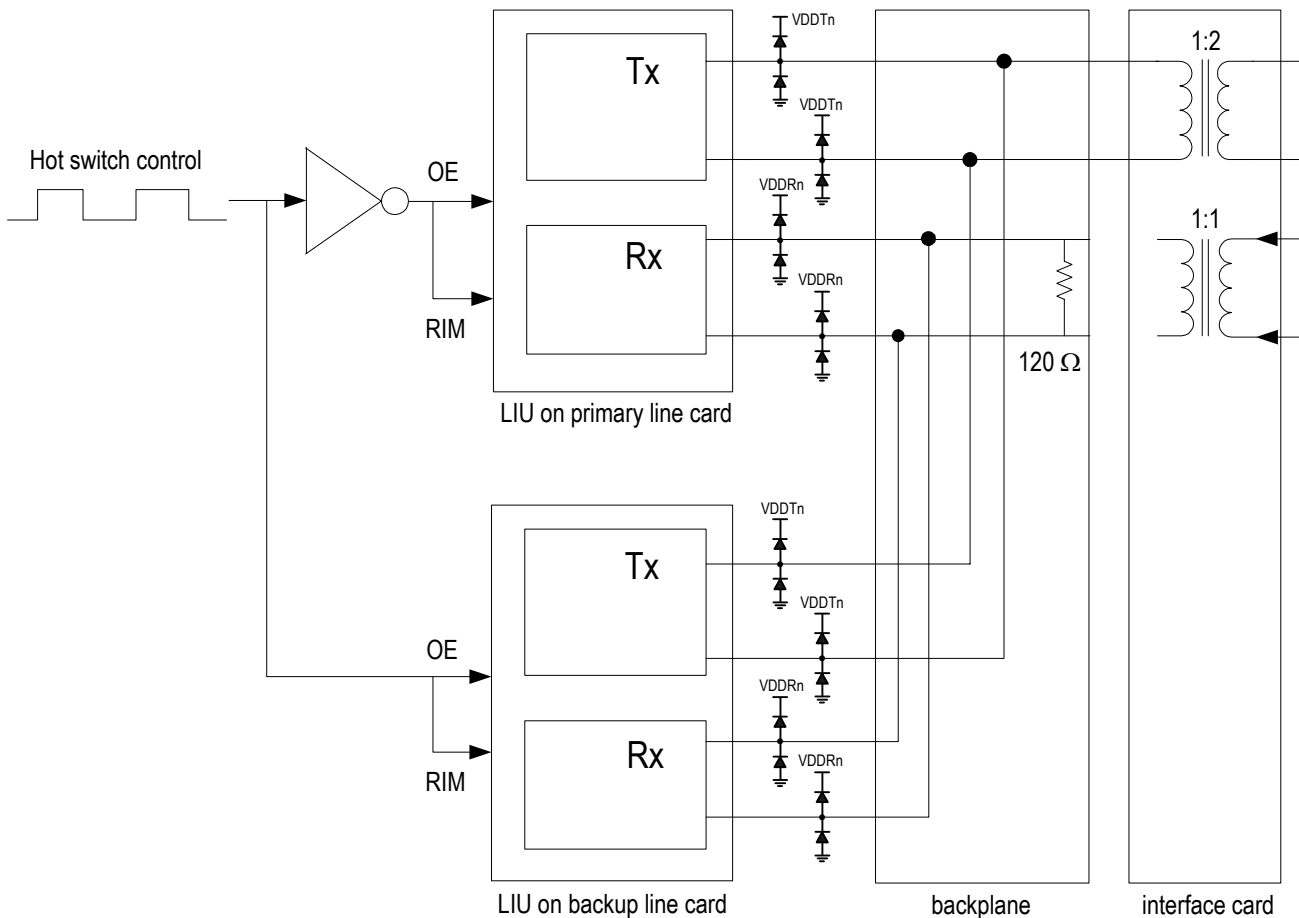 VDDTn
Tx
1:2
VDDTn
Hot switch control
OE
VDDRn
Rx
1:1
VDDRn
RIM
120 Ω
LIU on primary line card
VDDTn
Tx
VDDTn
OE
VDDRn
Rx
VDDRn
RIM
LIU on backup line card
backplane
interface card